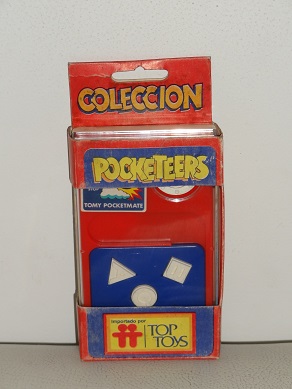 COLECCION
POCKETEERS
TOMY POCKETMATE
importado por
TOP
TOYS